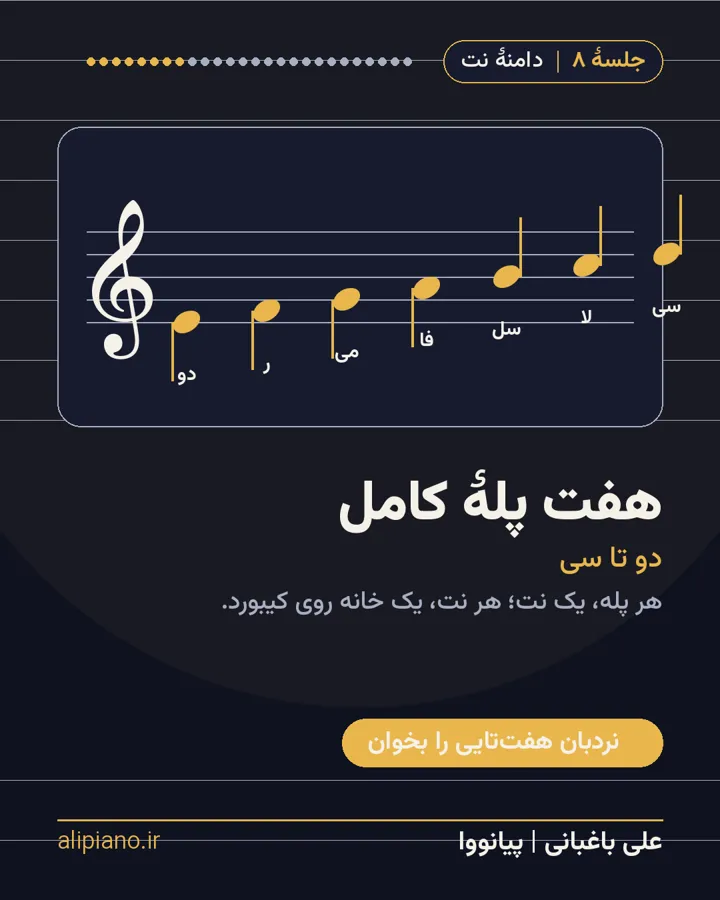 جلسهٔ ۸ | دامنهٔ نت
دو ر می فا سل لا سی
هفت پلهٔ کامل
دو تا سی
هر پله، یک نت؛ هر نت، یک خانه روی کیبورد.
نردبان هفت‌تایی را بخوان
علی باغبانی | پیانووا
alipiano.ir